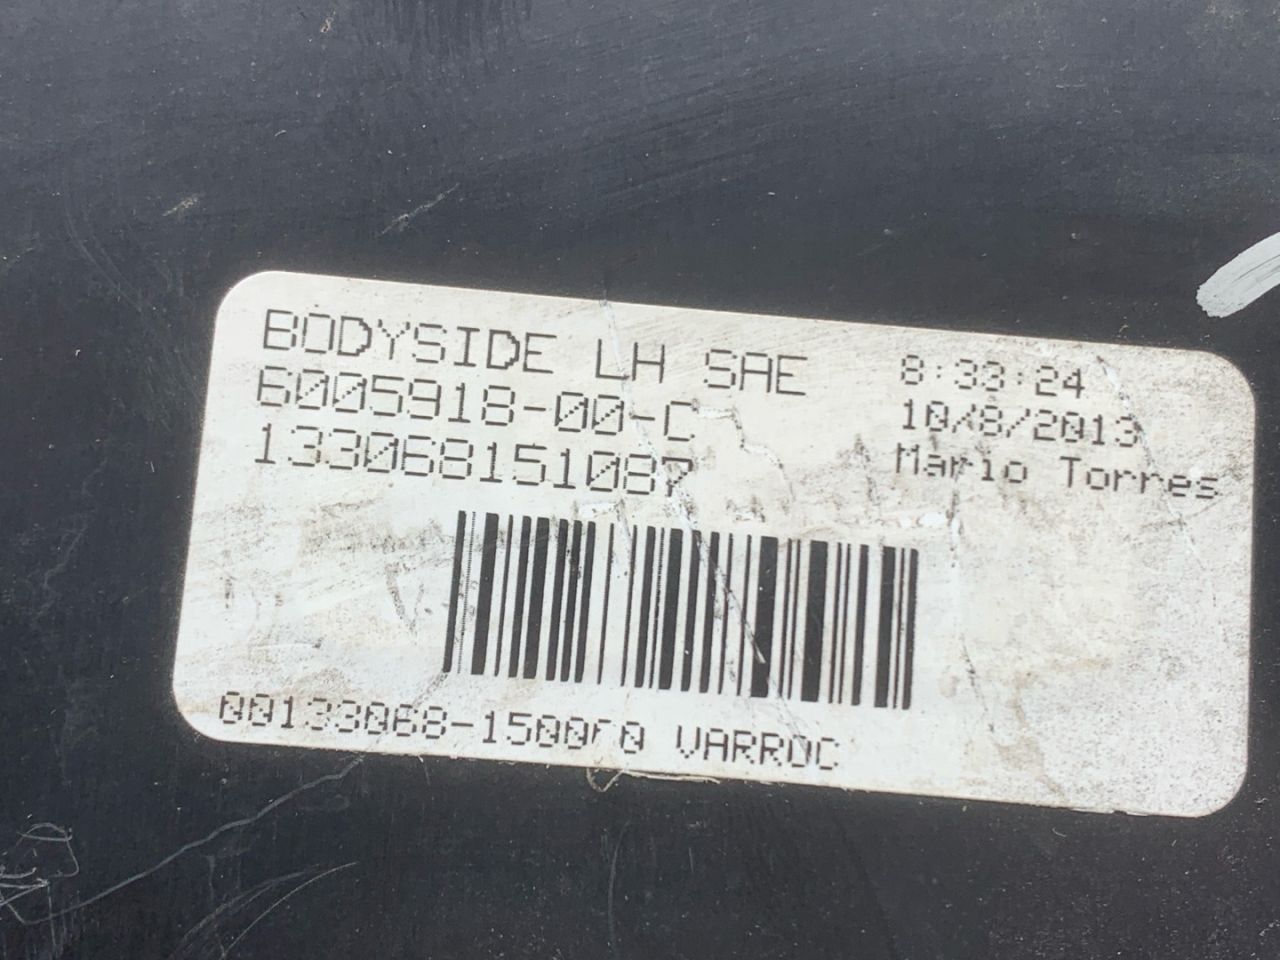 BODYSIDE LH SAE
6005918-00-C
133068151087
8:33:24
10/8/2013
Mario Torres
VARROC